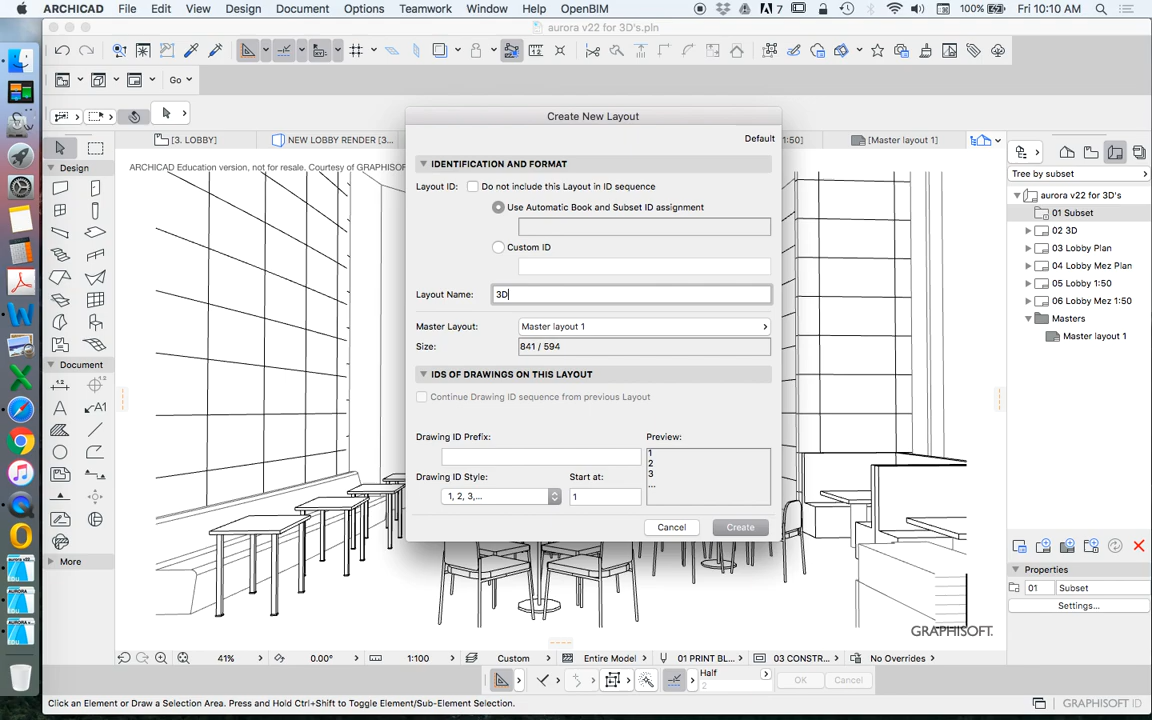 ARCHICAD File Edit View Design Document Options Teamwork Window Help 7 100% Fri 10:10 AM
aurora v22 for 3D's.pln
Go
Create New Layout
[3. LOBBY] NEW LOBBY RENDER [3... 1:50] [Master layout 1]
Default
ARCHICAD Education version, not for resale. Courtesy of GRAPHISOF
IDENTIFICATION AND FORMAT
Layout ID: Do not include this Layout in ID sequence
Use Automatic Book and Subset ID assignment
Custom ID
Layout Name: 3D
Master Layout: Master layout 1
Size: 841 / 594
IDS OF DRAWINGS ON THIS LAYOUT
Continue Drawing ID sequence from previous Layout
Drawing ID Prefix: Preview:
1
2
3
...
Drawing ID Style: Start at:
1, 2, 3,... 1
Cancel Create
Design
Document
A A1
1.2
More
Tree by subset
aurora v22 for 3D's
01 Subset
02 3D
03 Lobby Plan
04 Lobby Mez Plan
05 Lobby 1:50
06 Lobby Mez 1:50
Masters
Master layout 1
Properties
01 Subset
Settings...
GRAPHISOFT.
41% 0.00° 1:100 Custom Entire Model 01 PRINT BL... 03 CONSTR... No Overrides
Half
2
OK Cancel
Click an Element or Draw a Selection Area. Press and Hold Ctrl+Shift to Toggle Element/Sub-Element Selection.
GRAPHISOFT ID